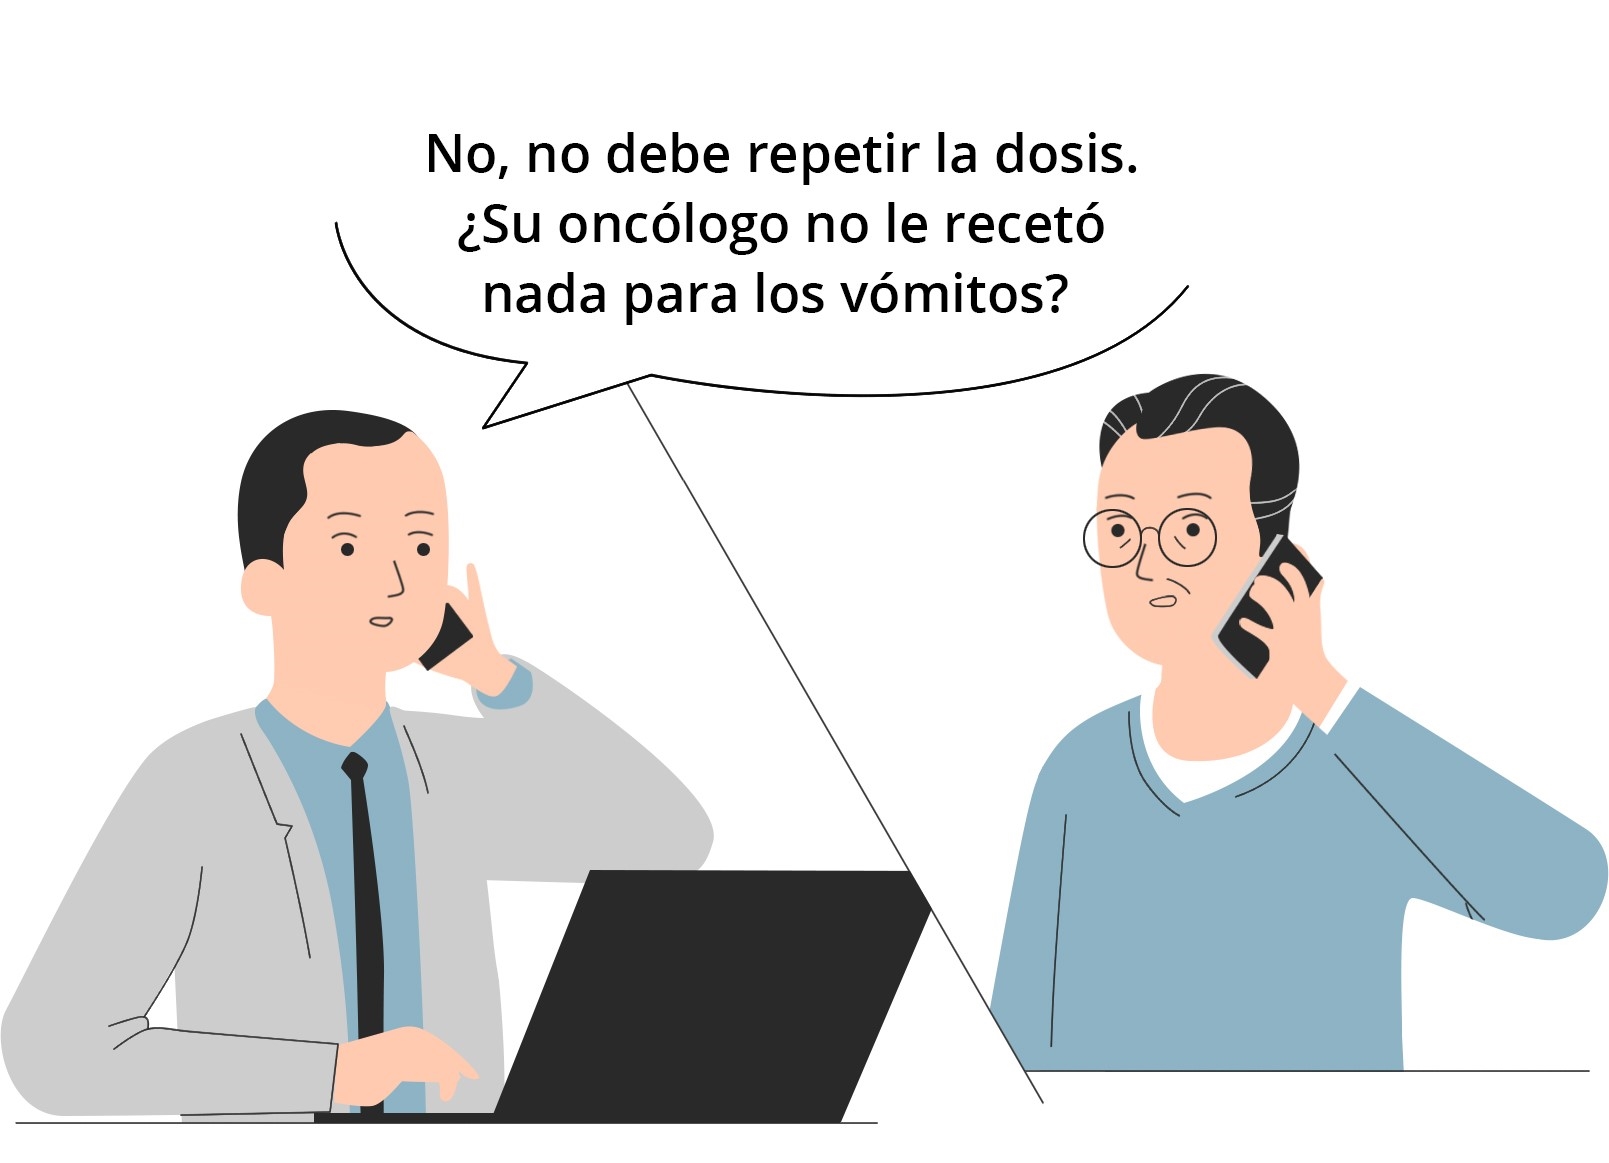 No, no debe repetir la dosis.
¿Su oncólogo no le recetó
nada para los vómitos?